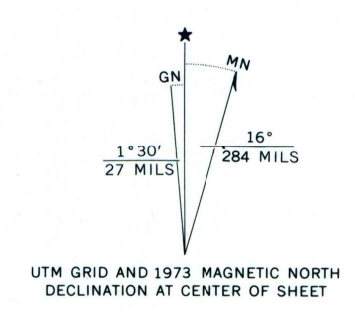 ★
MN
GN
1° 30′
27 MILS
16°
284 MILS
UTM GRID AND 1973 MAGNETIC NORTH
DECLINATION AT CENTER OF SHEET